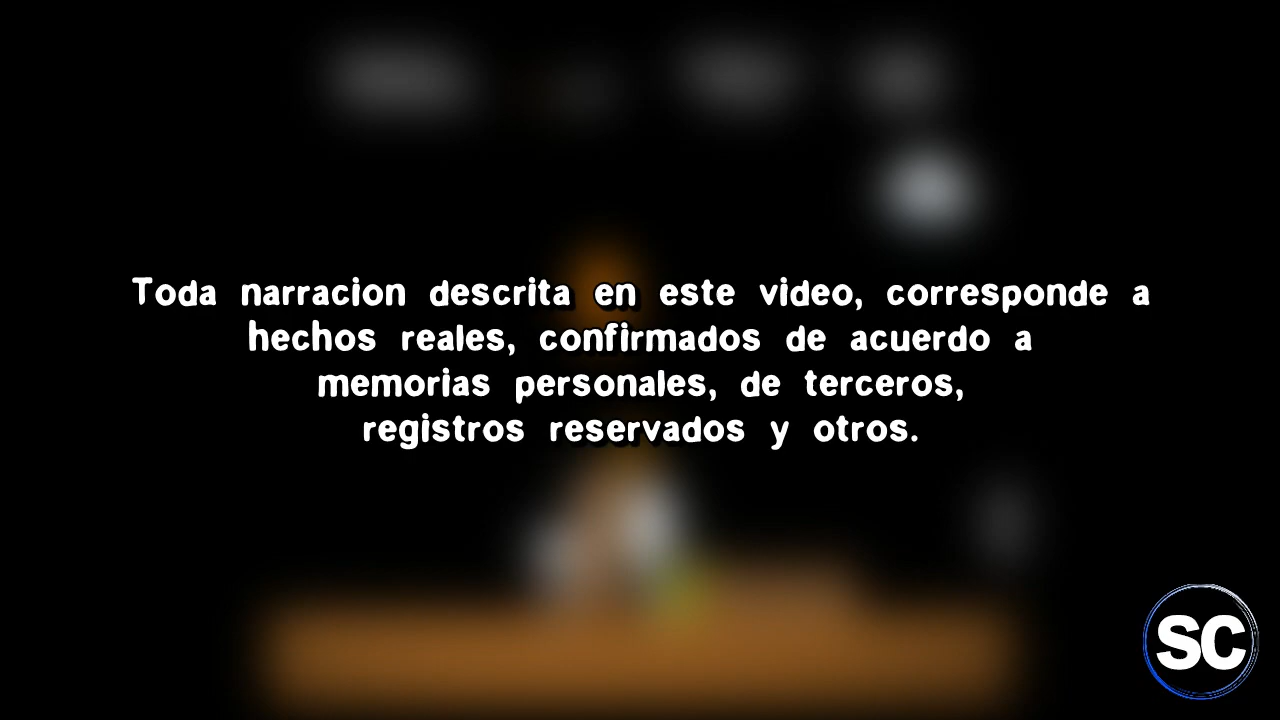 Toda narracion descrita en este video, corresponde a
hechos reales, confirmados de acuerdo a
memorias personales, de terceros,
registros reservados y otros.
SC